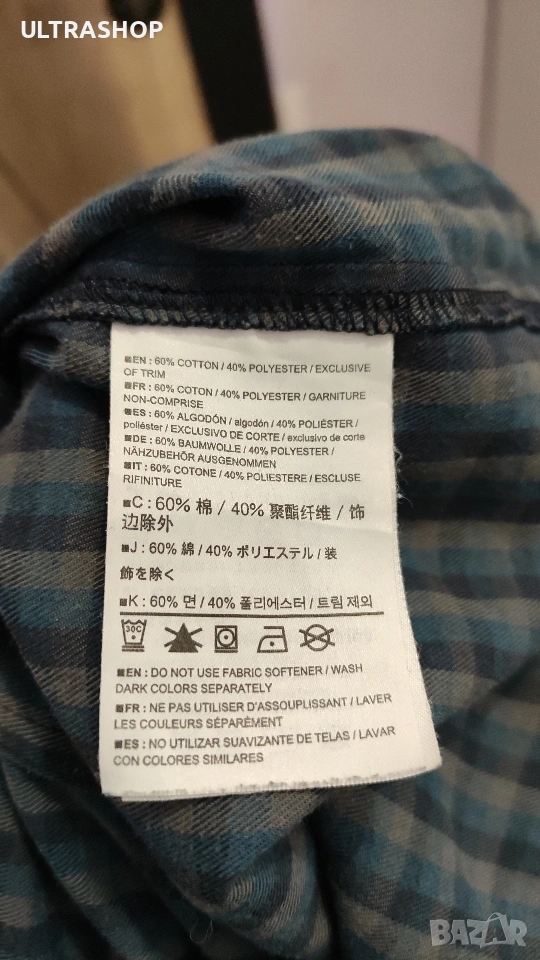 ULTRASHOP
■EN : 60% COTTON / 40% POLYESTER / EXCLUSIVE
OF TRIM
■FR : 60% COTON / 40% POLYESTER / GARNITURE
NON-COMPRISE
■ES : 60% ALGODÓN / algodón / 40% POLIÉSTER /
poliéster / EXCLUSIVO DE CORTE / exclusivo de corte
■DE : 60% BAUMWOLLE / 40% POLYESTER /
NÄHZUBEHÖR AUSGENOMMEN
■IT : 60% COTONE / 40% POLIESTERE / ESCLUSE
RIFINITURE
■C : 60% 棉 / 40% 聚酯纤维 / 饰
边除外
■J : 60% 綿 / 40% ポリエステル / 装
飾を除く
■K : 60% 면 / 40% 폴리에스터 / 트림 제외
30C
■EN : DO NOT USE FABRIC SOFTENER / WASH
DARK COLORS SEPARATELY
■FR : NE PAS UTILISER D'ASSOUPLISSANT / LAVER
LES COULEURS SÉPARÉMENT
■ES : NO UTILIZAR SUAVIZANTE DE TELAS / LAVAR
CON COLORES SIMILARES
BAZAR